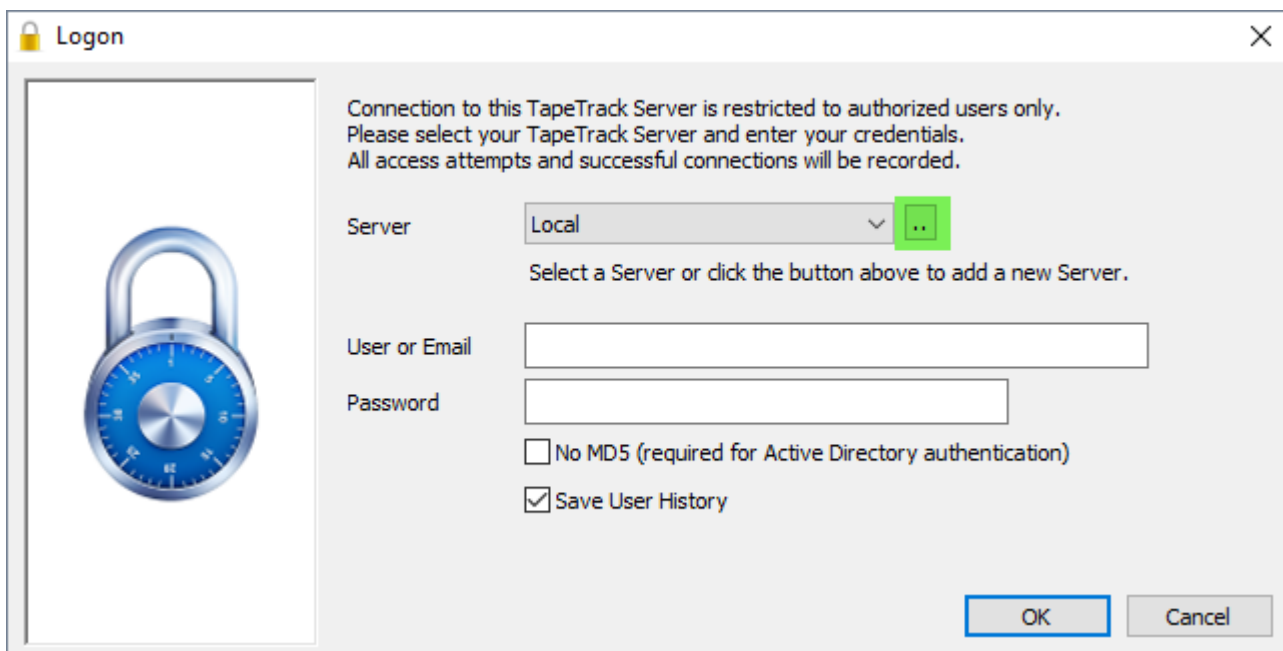 Logon
Connection to this TapeTrack Server is restricted to authorized users only.
Please select your TapeTrack Server and enter your credentials.
All access attempts and successful connections will be recorded.
Server Local ..
Select a Server or click the button above to add a new Server.
User or Email
Password
No MD5 (required for Active Directory authentication)
Save User History
OK Cancel